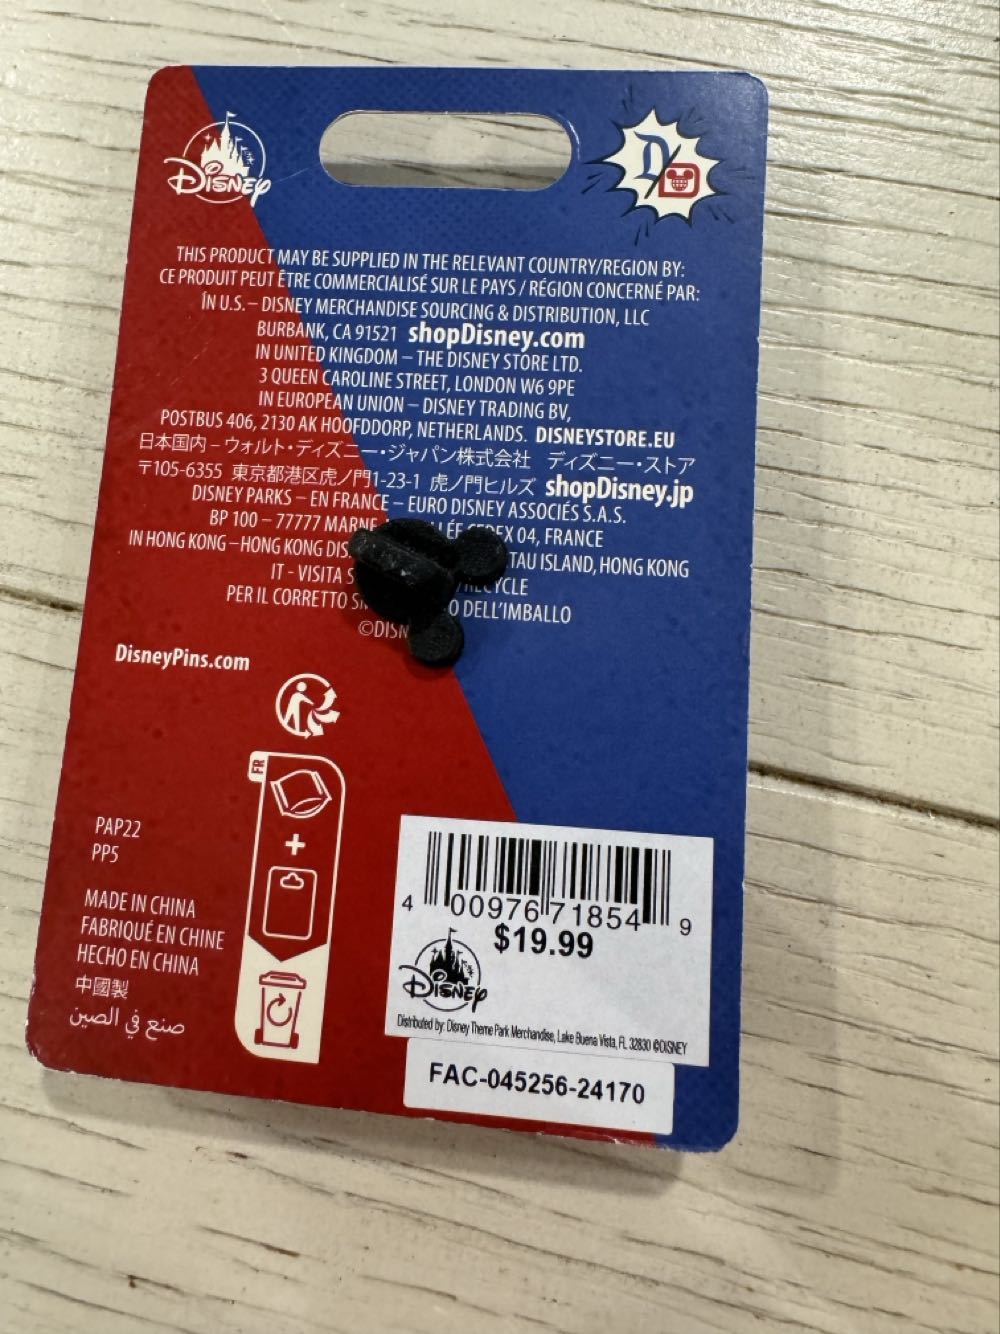 Disney
D/D
THIS PRODUCT MAY BE SUPPLIED IN THE RELEVANT COUNTRY/REGION BY:
CE PRODUIT PEUT ÊTRE COMMERCIALISÉ SUR LE PAYS / RÉGION CONCERNÉ PAR:
IN U.S. – DISNEY MERCHANDISE SOURCING & DISTRIBUTION, LLC
BURBANK, CA 91521 shopDisney.com
IN UNITED KINGDOM – THE DISNEY STORE LTD.
3 QUEEN CAROLINE STREET, LONDON W6 9PE
IN EUROPEAN UNION – DISNEY TRADING BV,
POSTBUS 406, 2130 AK HOOFDDORP, NETHERLANDS. DISNEYSTORE.EU
日本国内 – ウォルト・ディズニー・ジャパン株式会社 ディズニー・ストア
〒105-6355 東京都港区虎ノ門1-23-1 虎ノ門ヒルズ shopDisney.jp
DISNEY PARKS – EN FRANCE – EURO DISNEY ASSOCIÉS S.A.S.
BP 100 – 77777 MARNE LÉE CEDEX 04, FRANCE
IN HONG KONG – HONG KONG DIS TAU ISLAND, HONG KONG
IT - VISITA S /RECYCLE
PER IL CORRETTO SM O DELL'IMBALLO
©DISN
DisneyPins.com
FR
+
PAP22
PP5
MADE IN CHINA
FABRIQUÉ EN CHINE
HECHO EN CHINA
中國製
صنع في الصين
4 00976 71854 9
$19.99
Disney
Distributed by: Disney Theme Park Merchandise, Lake Buena Vista, FL 32830 ©DISNEY
FAC-045256-24170